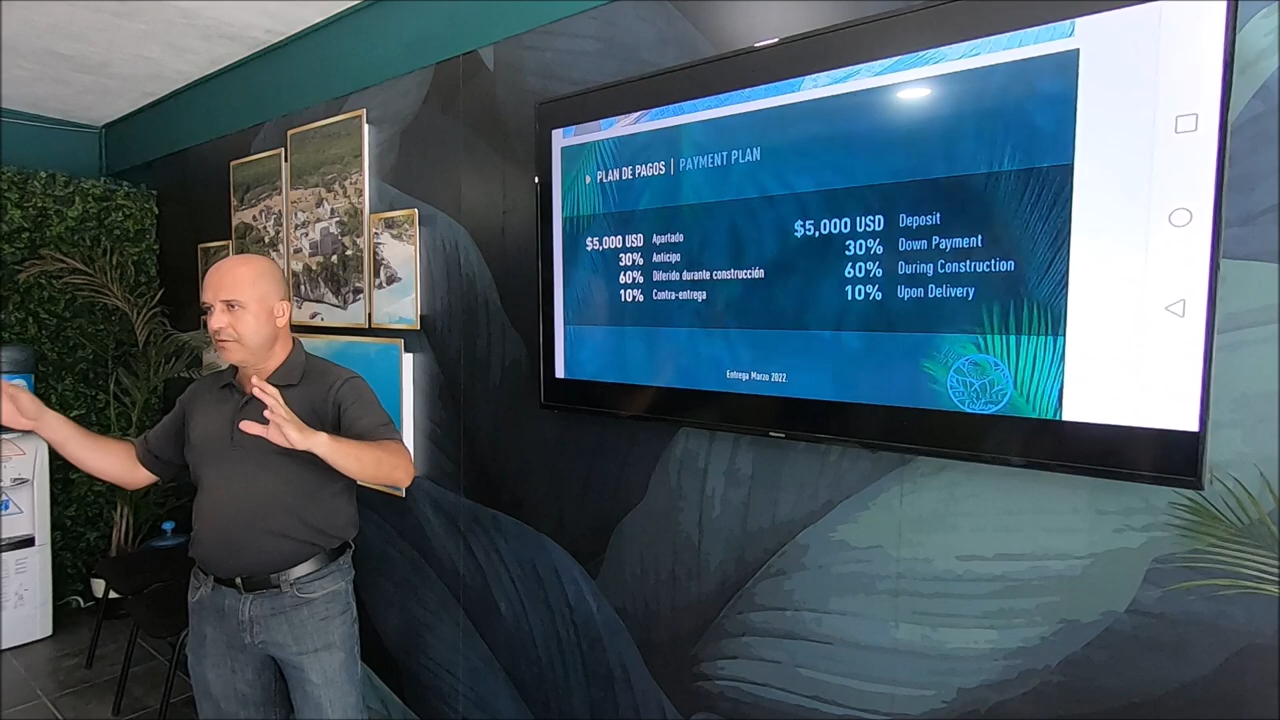 PLAN DE PAGOS | PAYMENT PLAN
$5,000 USD Apartado
30% Anticipo
60% Diferido durante construcción
10% Contra-entrega
$5,000 USD Deposit
30% Down Payment
60% During Construction
10% Upon Delivery
Entrega Marzo 2022.
Tulum